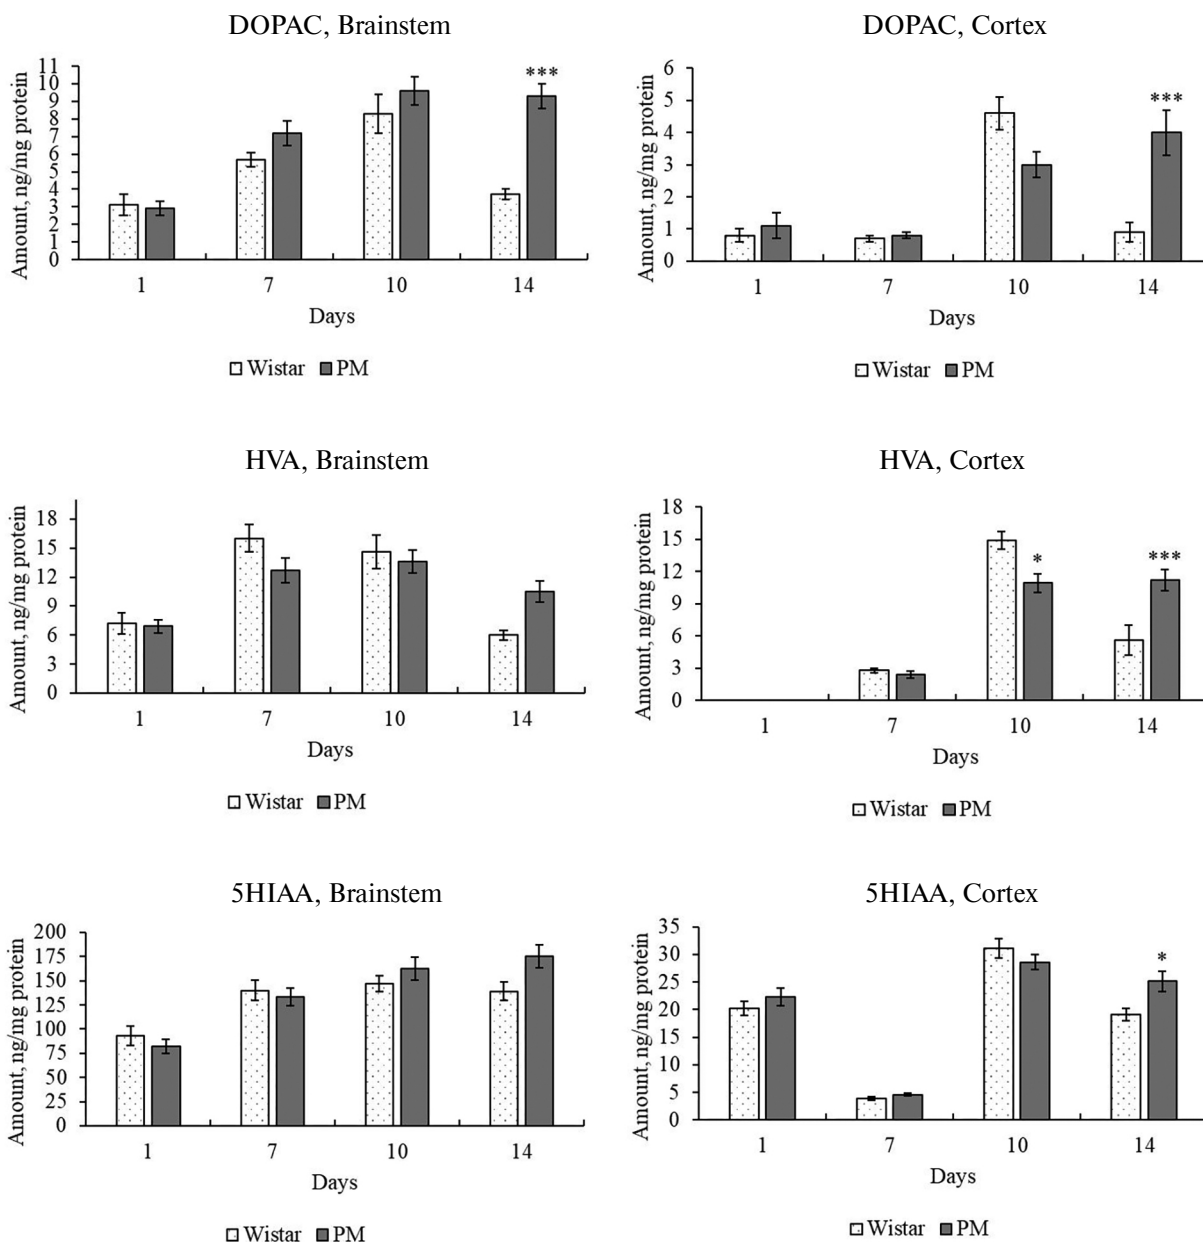 DOPAC, Brainstem
Amount, ng/mg protein
11
10
9
8
7
6
5
4
3
2
1
0
***
1 7 10 14
Days
Wistar PM
DOPAC, Cortex
Amount, ng/mg protein
6
5
4
3
2
1
0
***
1 7 10 14
Days
Wistar PM
HVA, Brainstem
Amount, ng/mg protein
18
15
12
9
6
3
0
1 7 10 14
Days
Wistar PM
HVA, Cortex
Amount, ng/mg protein
18
15
12
9
6
3
0
* ***
1 7 10 14
Days
Wistar PM
5HIAA, Brainstem
Amount, ng/mg protein
200
175
150
125
100
75
50
25
0
1 7 10 14
Days
Wistar PM
5HIAA, Cortex
Amount, ng/mg protein
35
30
25
20
15
10
5
0
*
1 7 10 14
Days
Wistar PM